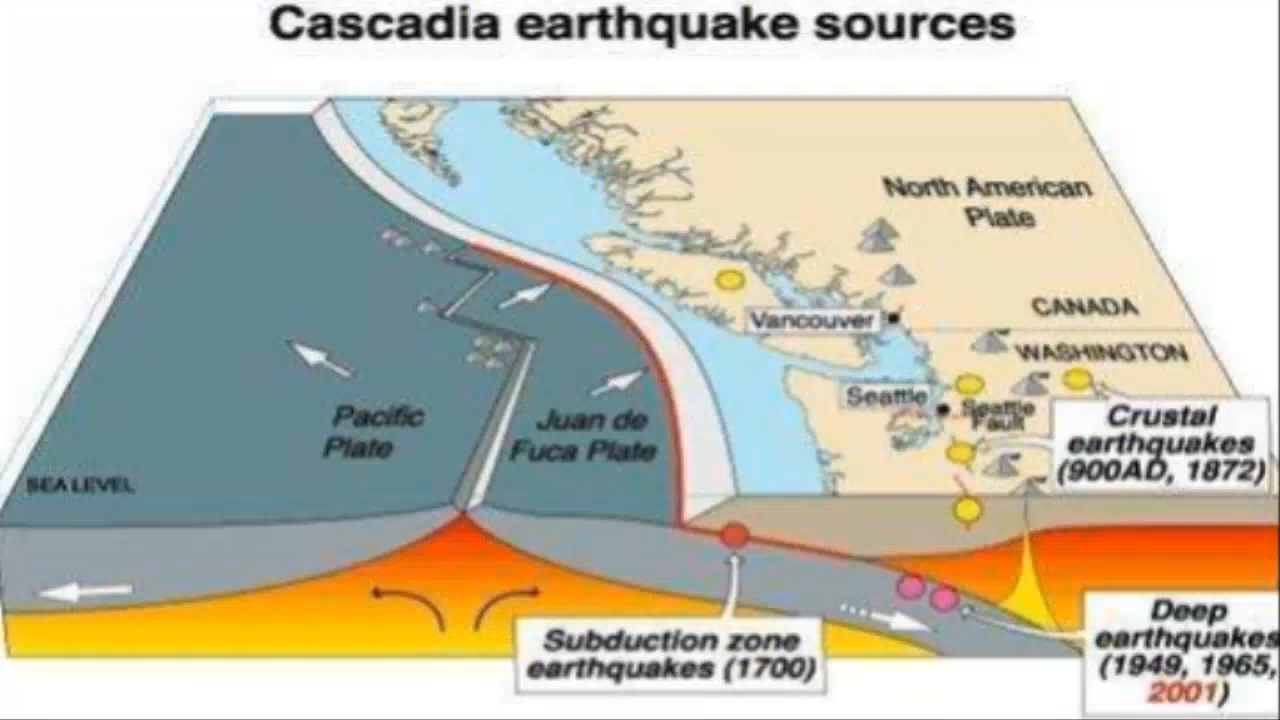 Cascadia earthquake sources
North American
Plate
CANADA
Vancouver
WASHINGTON
Seattle
Seattle
Fault
Pacific
Plate
Juan de
Fuca Plate
Crustal
earthquakes
(900AD, 1872)
SEA LEVEL
Subduction zone
earthquakes (1700)
Deep
earthquakes
(1949, 1965,
2001)